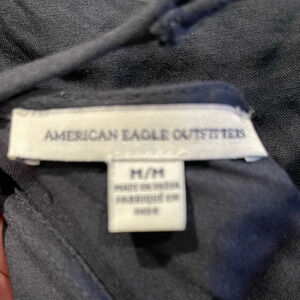 AMERICAN EAGLE OUTFITTERS
M/M
MADE IN INDIA
FABRIQUÉ EN
INDE